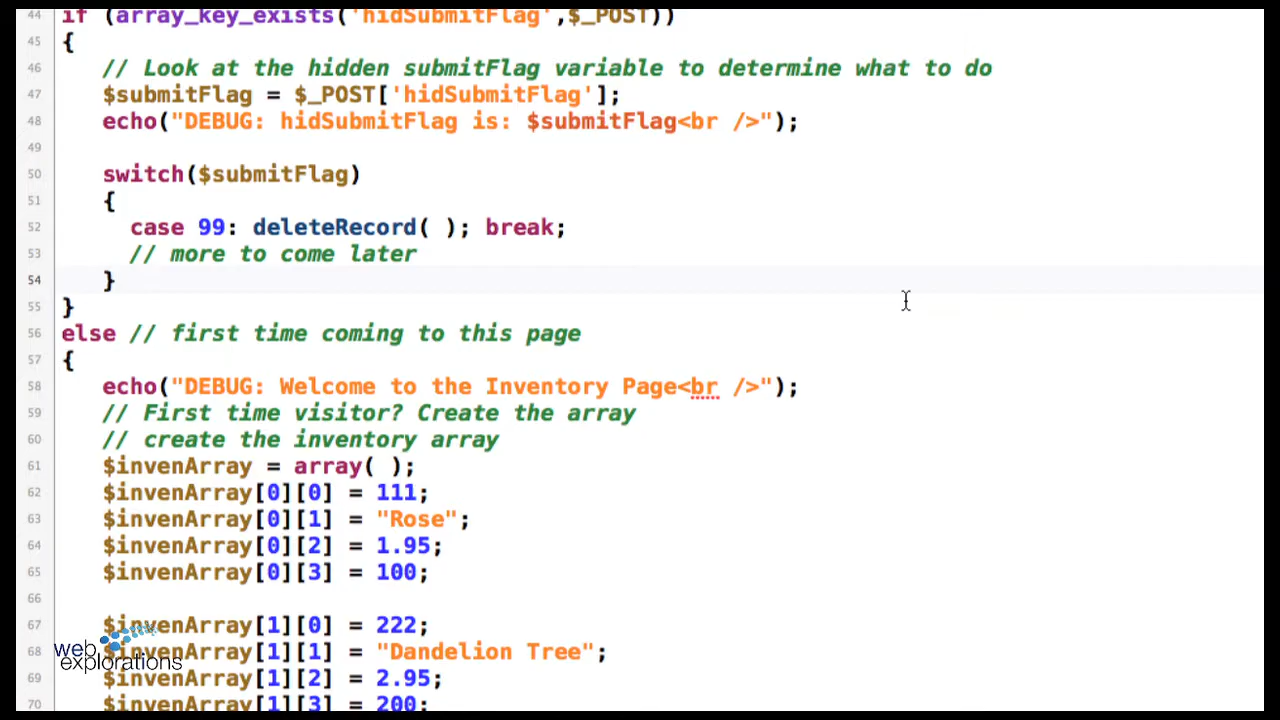 44 if (array_key_exists('hidSubmitFlag',$_POST))
45 {
46 // Look at the hidden submitFlag variable to determine what to do
47 $submitFlag = $_POST['hidSubmitFlag'];
48 echo("DEBUG: hidSubmitFlag is: $submitFlag<br />");
49
50 switch($submitFlag)
51 {
52 case 99: deleteRecord( ); break;
53 // more to come later
54 }
55 }
56 else // first time coming to this page
57 {
58 echo("DEBUG: Welcome to the Inventory Page<br />");
59 // First time visitor? Create the array
60 // create the inventory array
61 $invenArray = array( );
62 $invenArray[0][0] = 111;
63 $invenArray[0][1] = "Rose";
64 $invenArray[0][2] = 1.95;
65 $invenArray[0][3] = 100;
66
67 $invenArray[1][0] = 222;
68 $invenArray[1][1] = "Dandelion Tree";
69 $invenArray[1][2] = 2.95;
70 $invenArray[1][3] = 200;
web
explorations